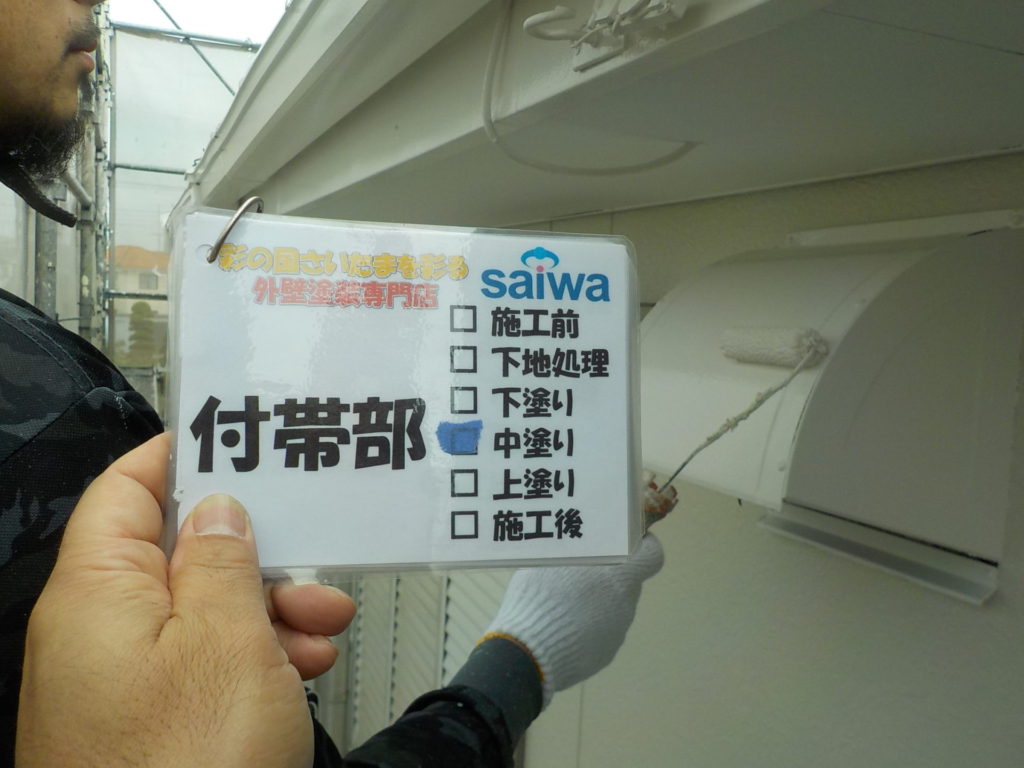 彩の国さいたまを彩る
外壁塗装専門店
saiwa
施工前
下地処理
下塗り
付帯部
中塗り
上塗り
施工後